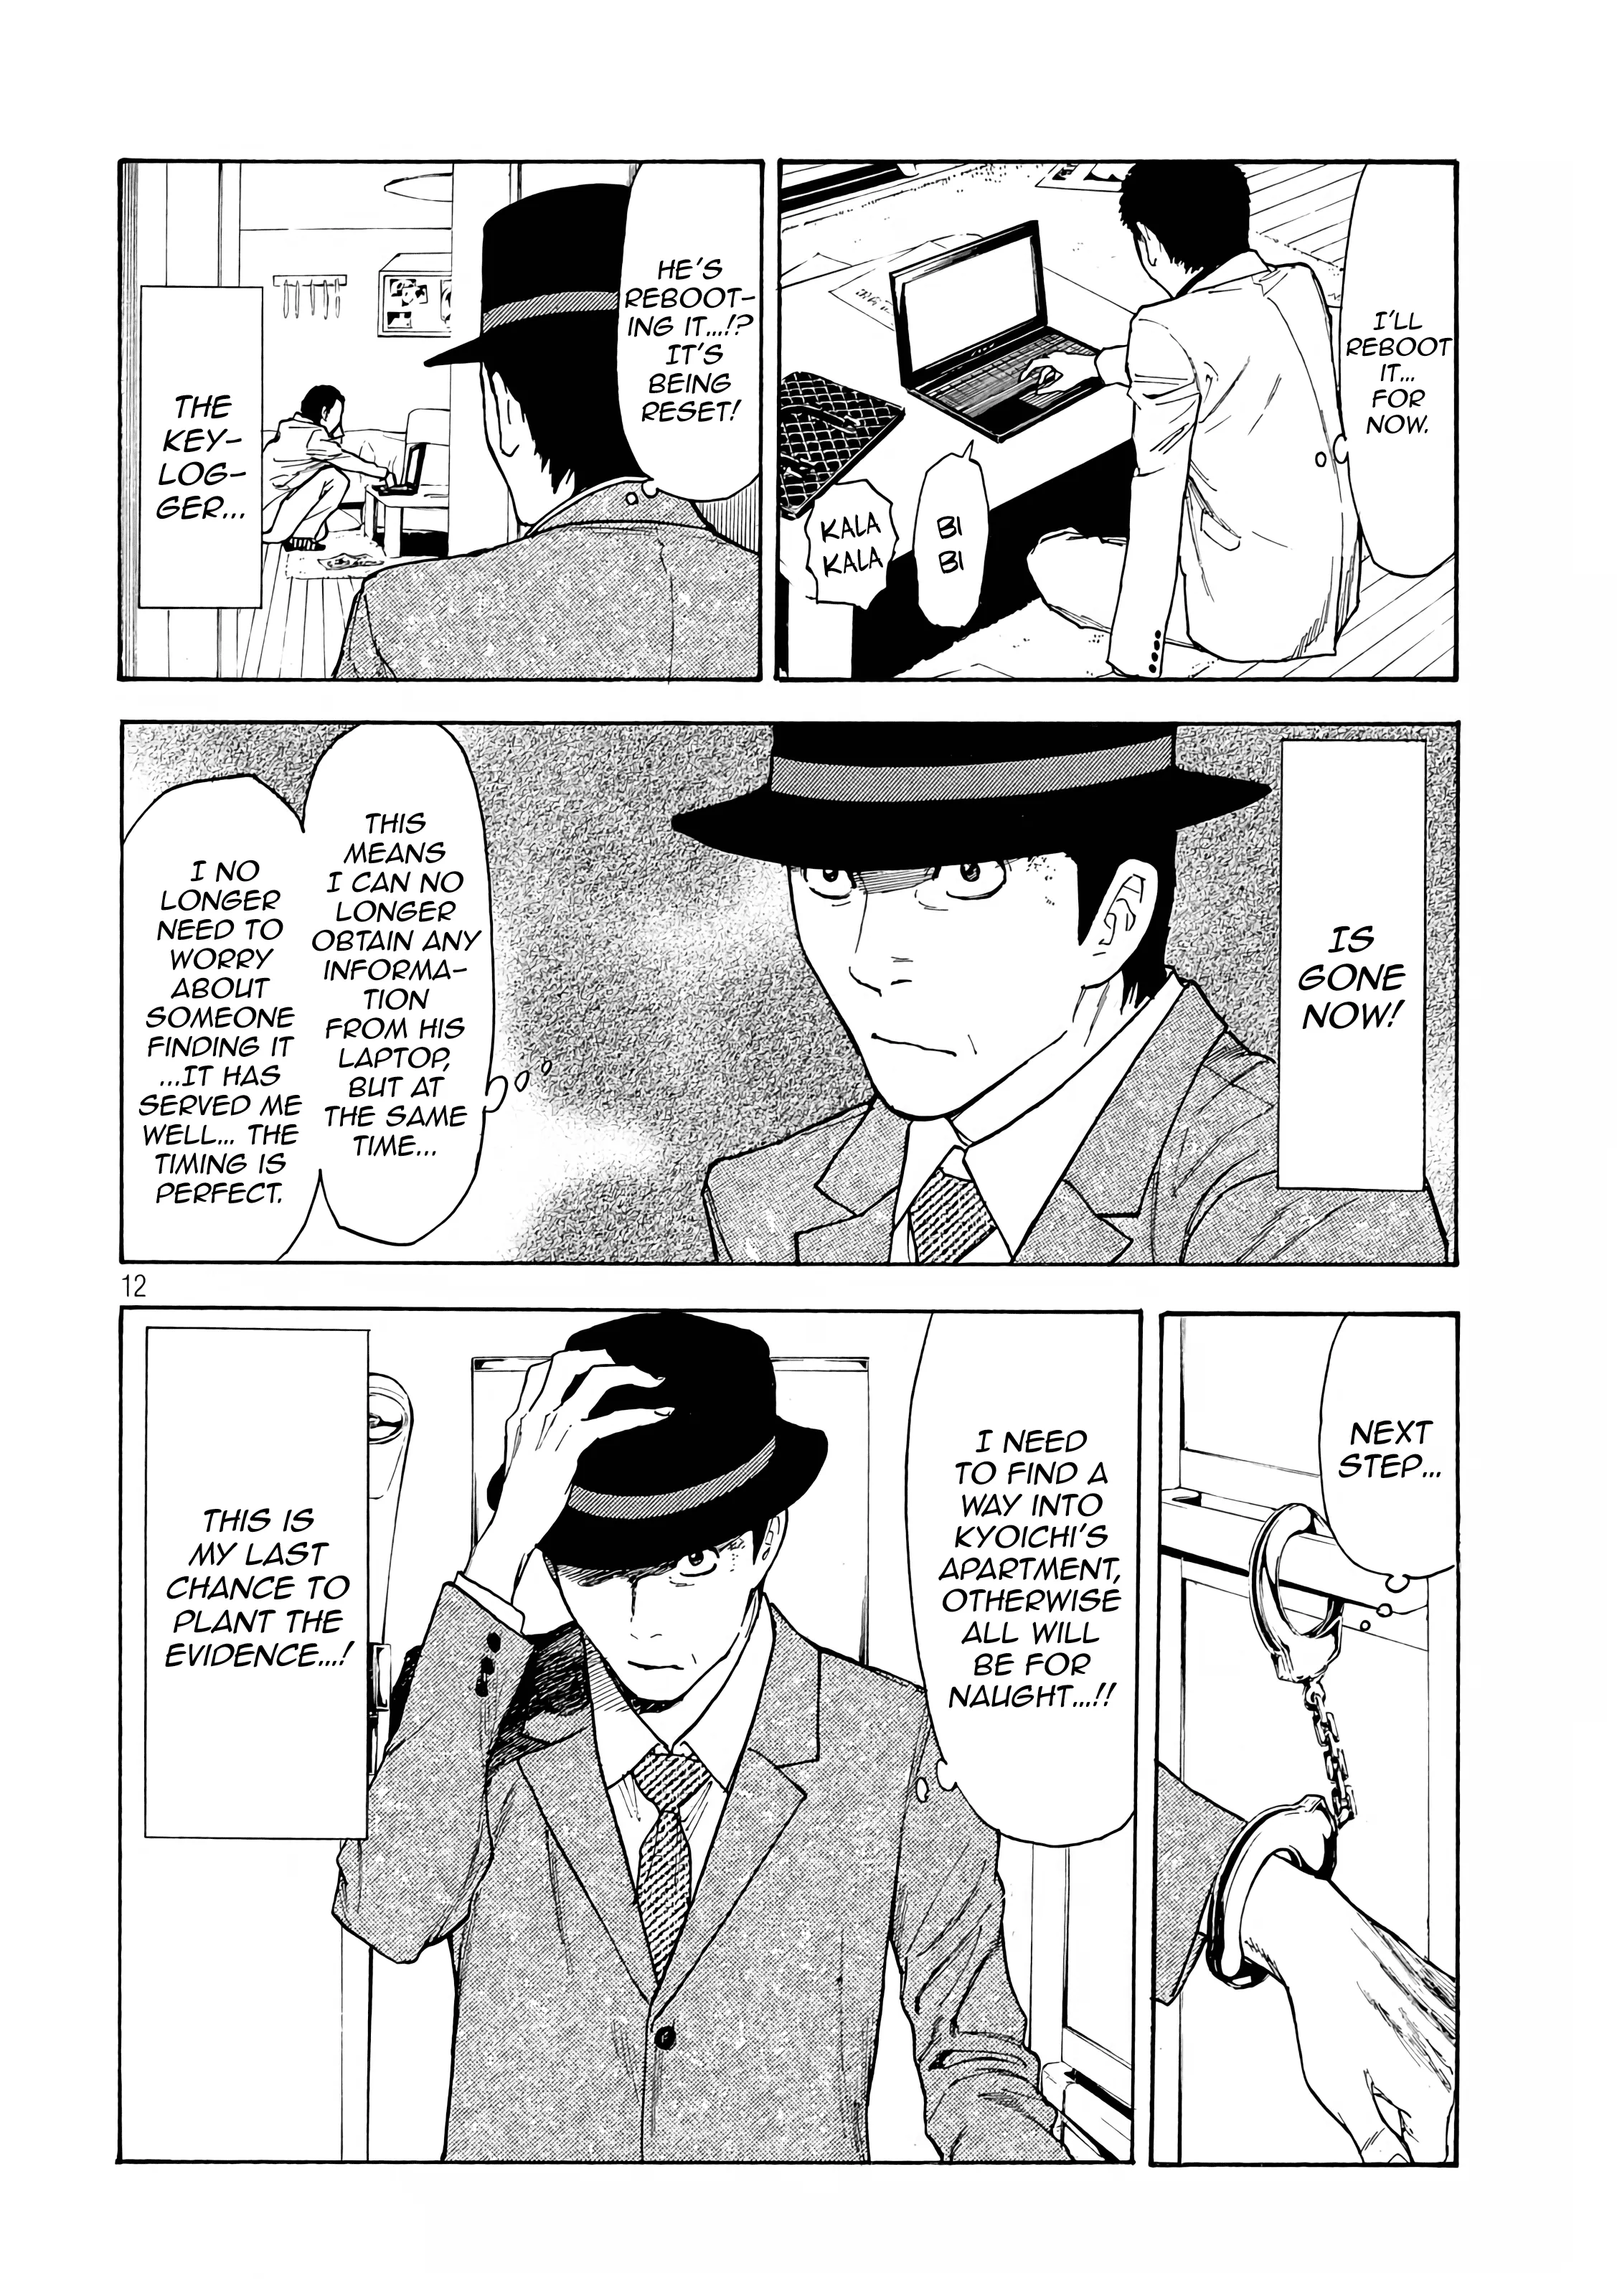 I'LL
REBOOT
IT...
FOR
NOW.
BI
BI
KALA
KALA
HE'S
REBOOT-
ING IT...!?
IT'S
BEING
RESET!
THE
KEY-
LOG-
GER...
IS
GONE
NOW!
THIS
MEANS
I CAN NO
LONGER
OBTAIN ANY
INFORMA-
TION
FROM HIS
LAPTOP,
BUT AT
THE SAME
TIME...
I NO
LONGER
NEED TO
WORRY
ABOUT
SOMEONE
FINDING IT
...IT HAS
SERVED ME
WELL... THE
TIMING IS
PERFECT.
12
NEXT
STEP...
I NEED
TO FIND A
WAY INTO
KYOICHI'S
APARTMENT,
OTHERWISE
ALL WILL
BE FOR
NAUGHT...!!
THIS IS
MY LAST
CHANCE TO
PLANT THE
EVIDENCE...!